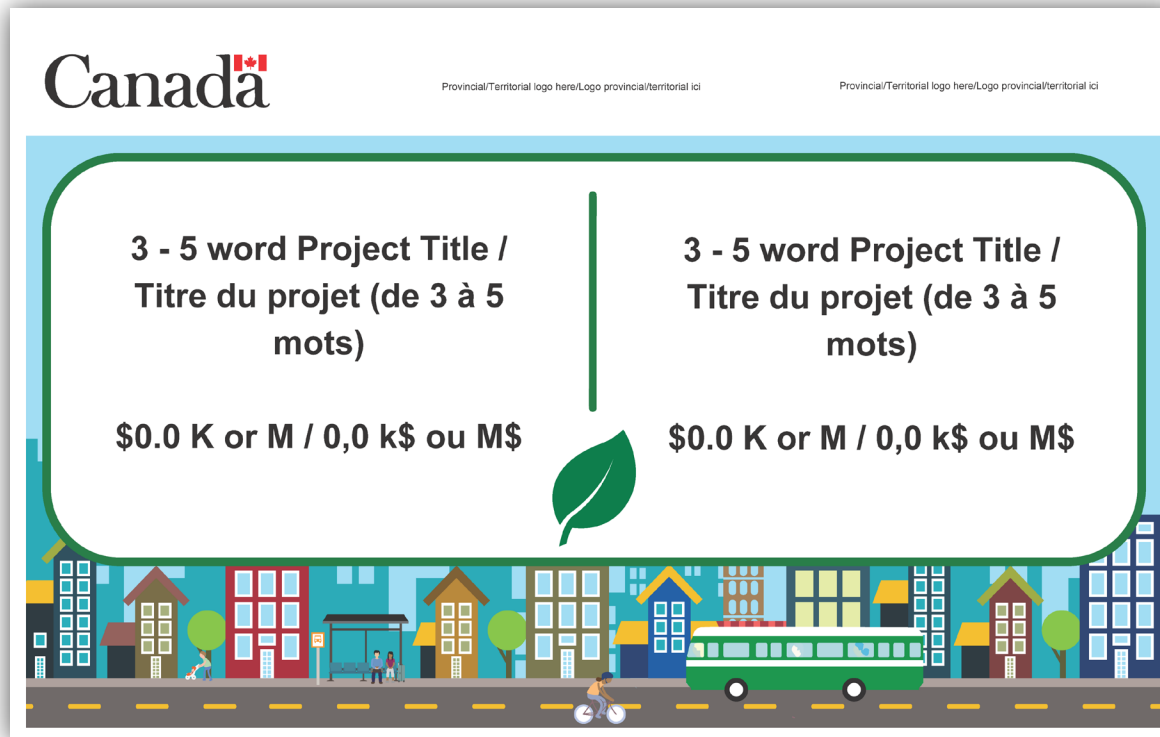 Canada
Provincial/Territorial logo here/Logo provincial/territorial ici
Provincial/Territorial logo here/Logo provincial/territorial ici
3 - 5 word Project Title /
Titre du projet (de 3 à 5
mots)
$0.0 K or M / 0,0 k$ ou M$
3 - 5 word Project Title /
Titre du projet (de 3 à 5
mots)
$0.0 K or M / 0,0 k$ ou M$